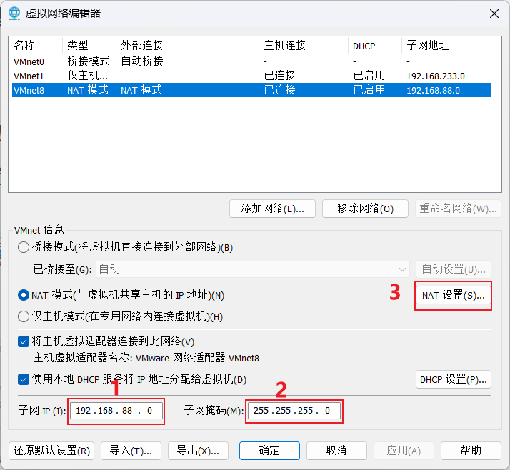 虚拟网络编辑器
名称 类型 外部连接 主机连接 DHCP 子网地址
VMnet0 桥接模式 自动桥接 - - -
VMnet1 仅主机... - 已连接 已启用 192.168.233.0
VMnet8 NAT 模式 NAT 模式 已连接 已启用 192.168.88.0
添加网络(E)... 移除网络(O) 重命名网络(W)...
VMnet 信息
桥接模式(将虚拟机直接连接到外部网络)(B)
已桥接至(G): 自动 自动设置(U)...
NAT 模式(与虚拟机共享主机的 IP 地址)(N) 3 NAT 设置(S)...
仅主机模式(在专用网络内连接虚拟机)(H)
将主机虚拟适配器连接到此网络(V)
主机虚拟适配器名称: VMware 网络适配器 VMnet8
使用本地 DHCP 服务将 IP 地址分配给虚拟机(D) DHCP 设置(P)...
1 2
子网 IP (I): 192 . 168 . 88 . 0 子网掩码(M): 255 . 255 . 255 . 0
还原默认设置(R) 导入(T)... 导出(X)... 确定 取消 应用(A) 帮助